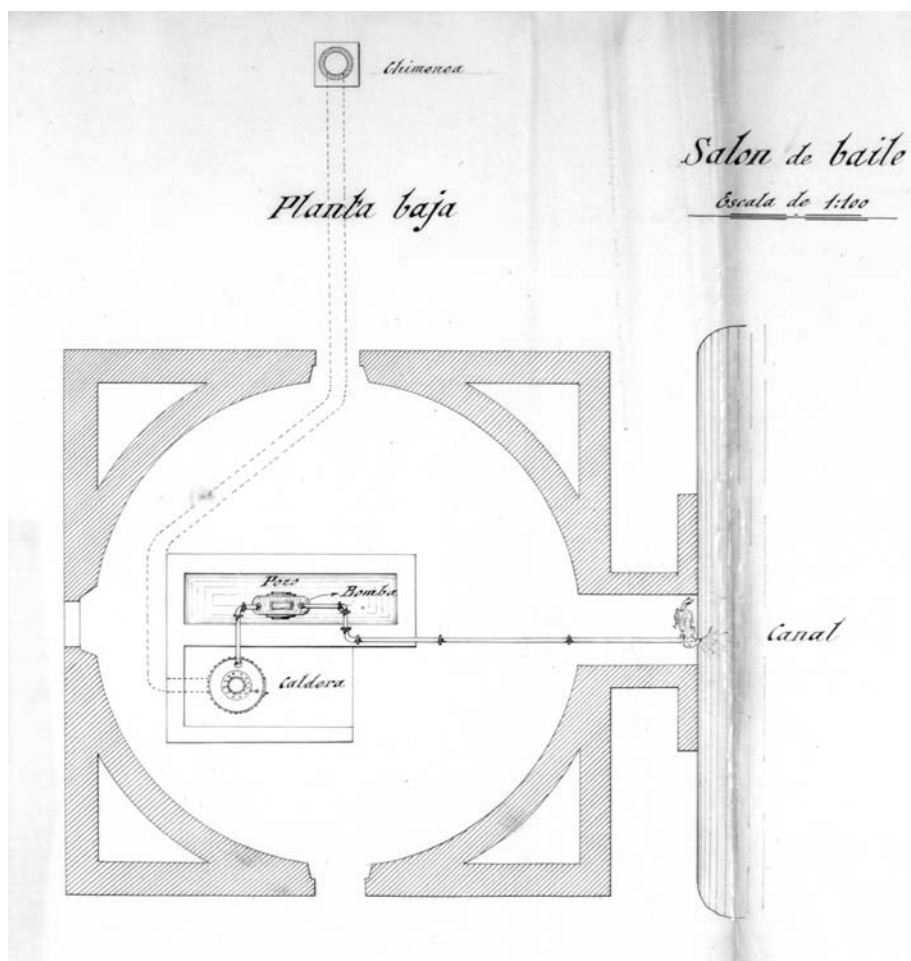 Chimenea
Salon de baile
Planta baja
Escala de 1:100
Pozo
Bomba
Canal
Caldera